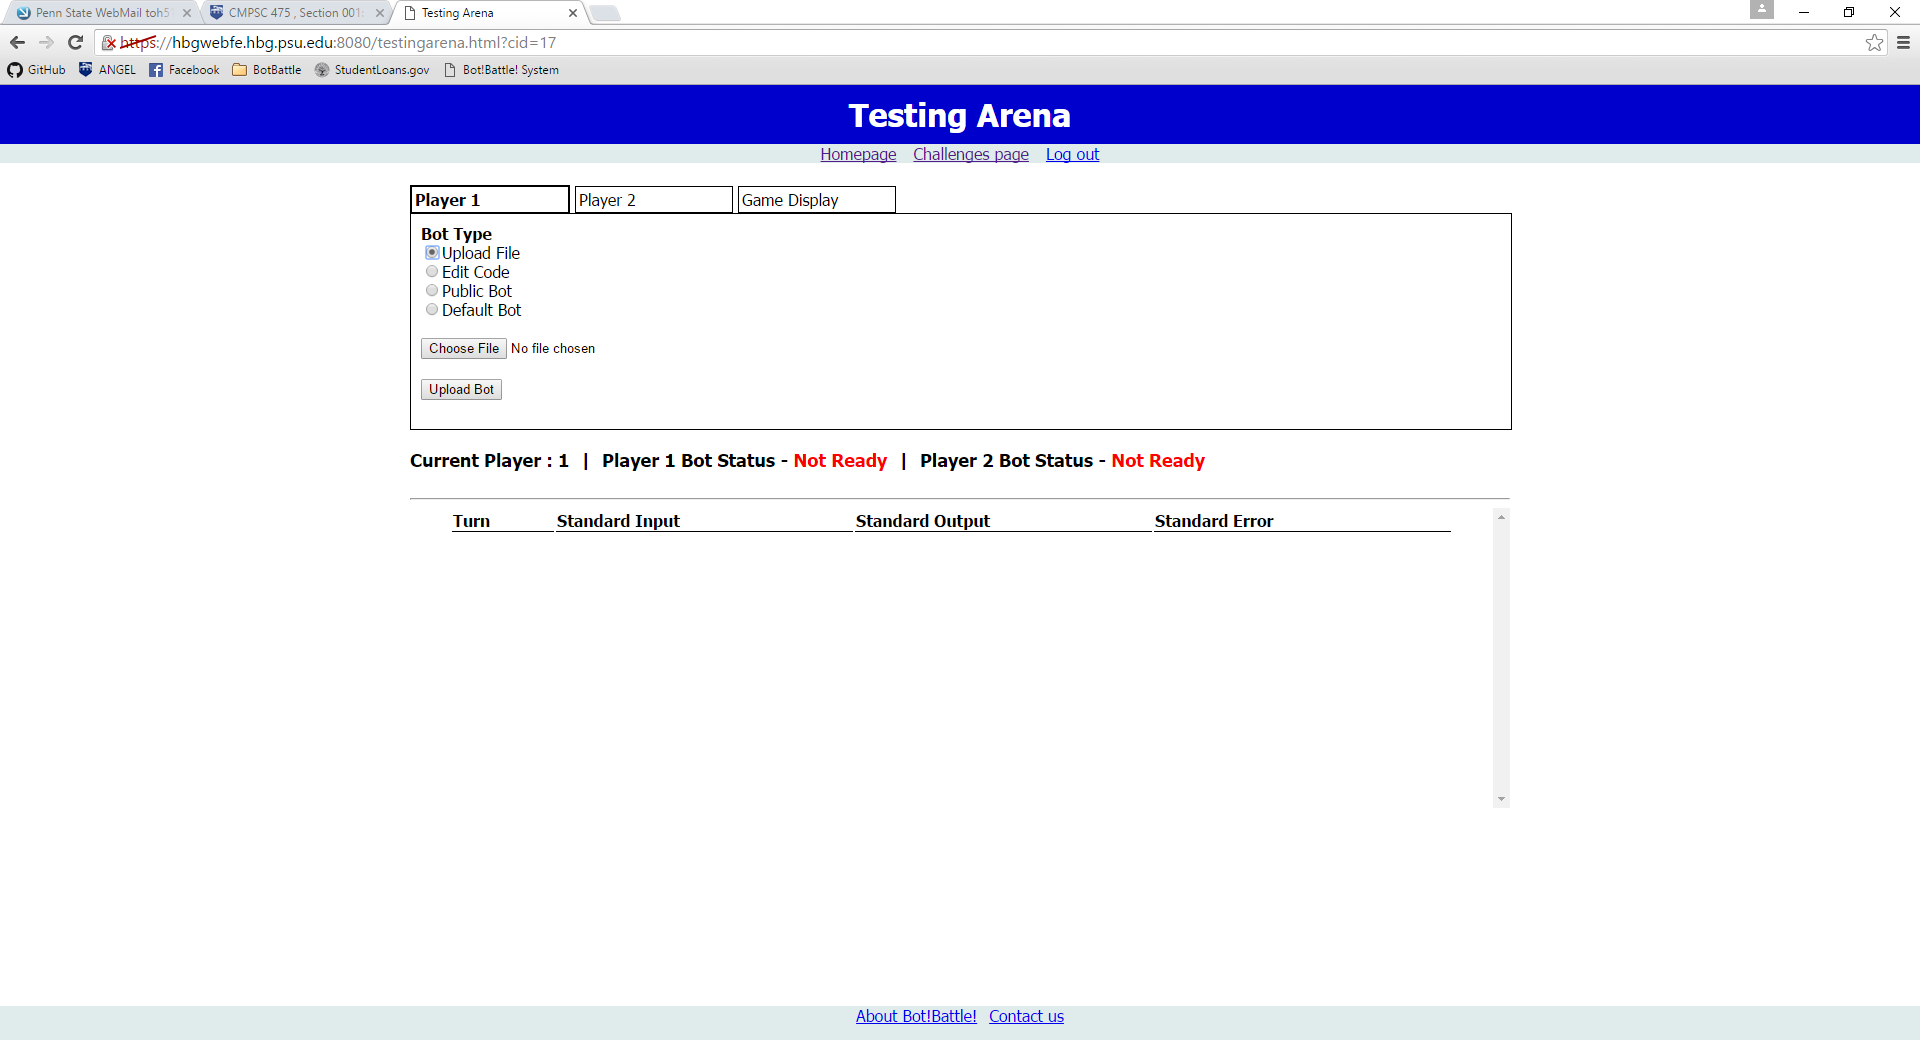 Penn State WebMail toh5
CMPSC 475 , Section 001:
Testing Arena
https://hbgwebfe.hbg.psu.edu:8080/testingarena.html?cid=17
GitHub ANGEL Facebook BotBattle StudentLoans.gov Bot!Battle! System
Testing Arena
Homepage Challenges page Log out
Player 1 Player 2 Game Display
Bot Type
Upload File
Edit Code
Public Bot
Default Bot
Choose File No file chosen
Upload Bot
Current Player : 1 | Player 1 Bot Status - Not Ready | Player 2 Bot Status - Not Ready
Turn Standard Input Standard Output Standard Error
About Bot!Battle! Contact us